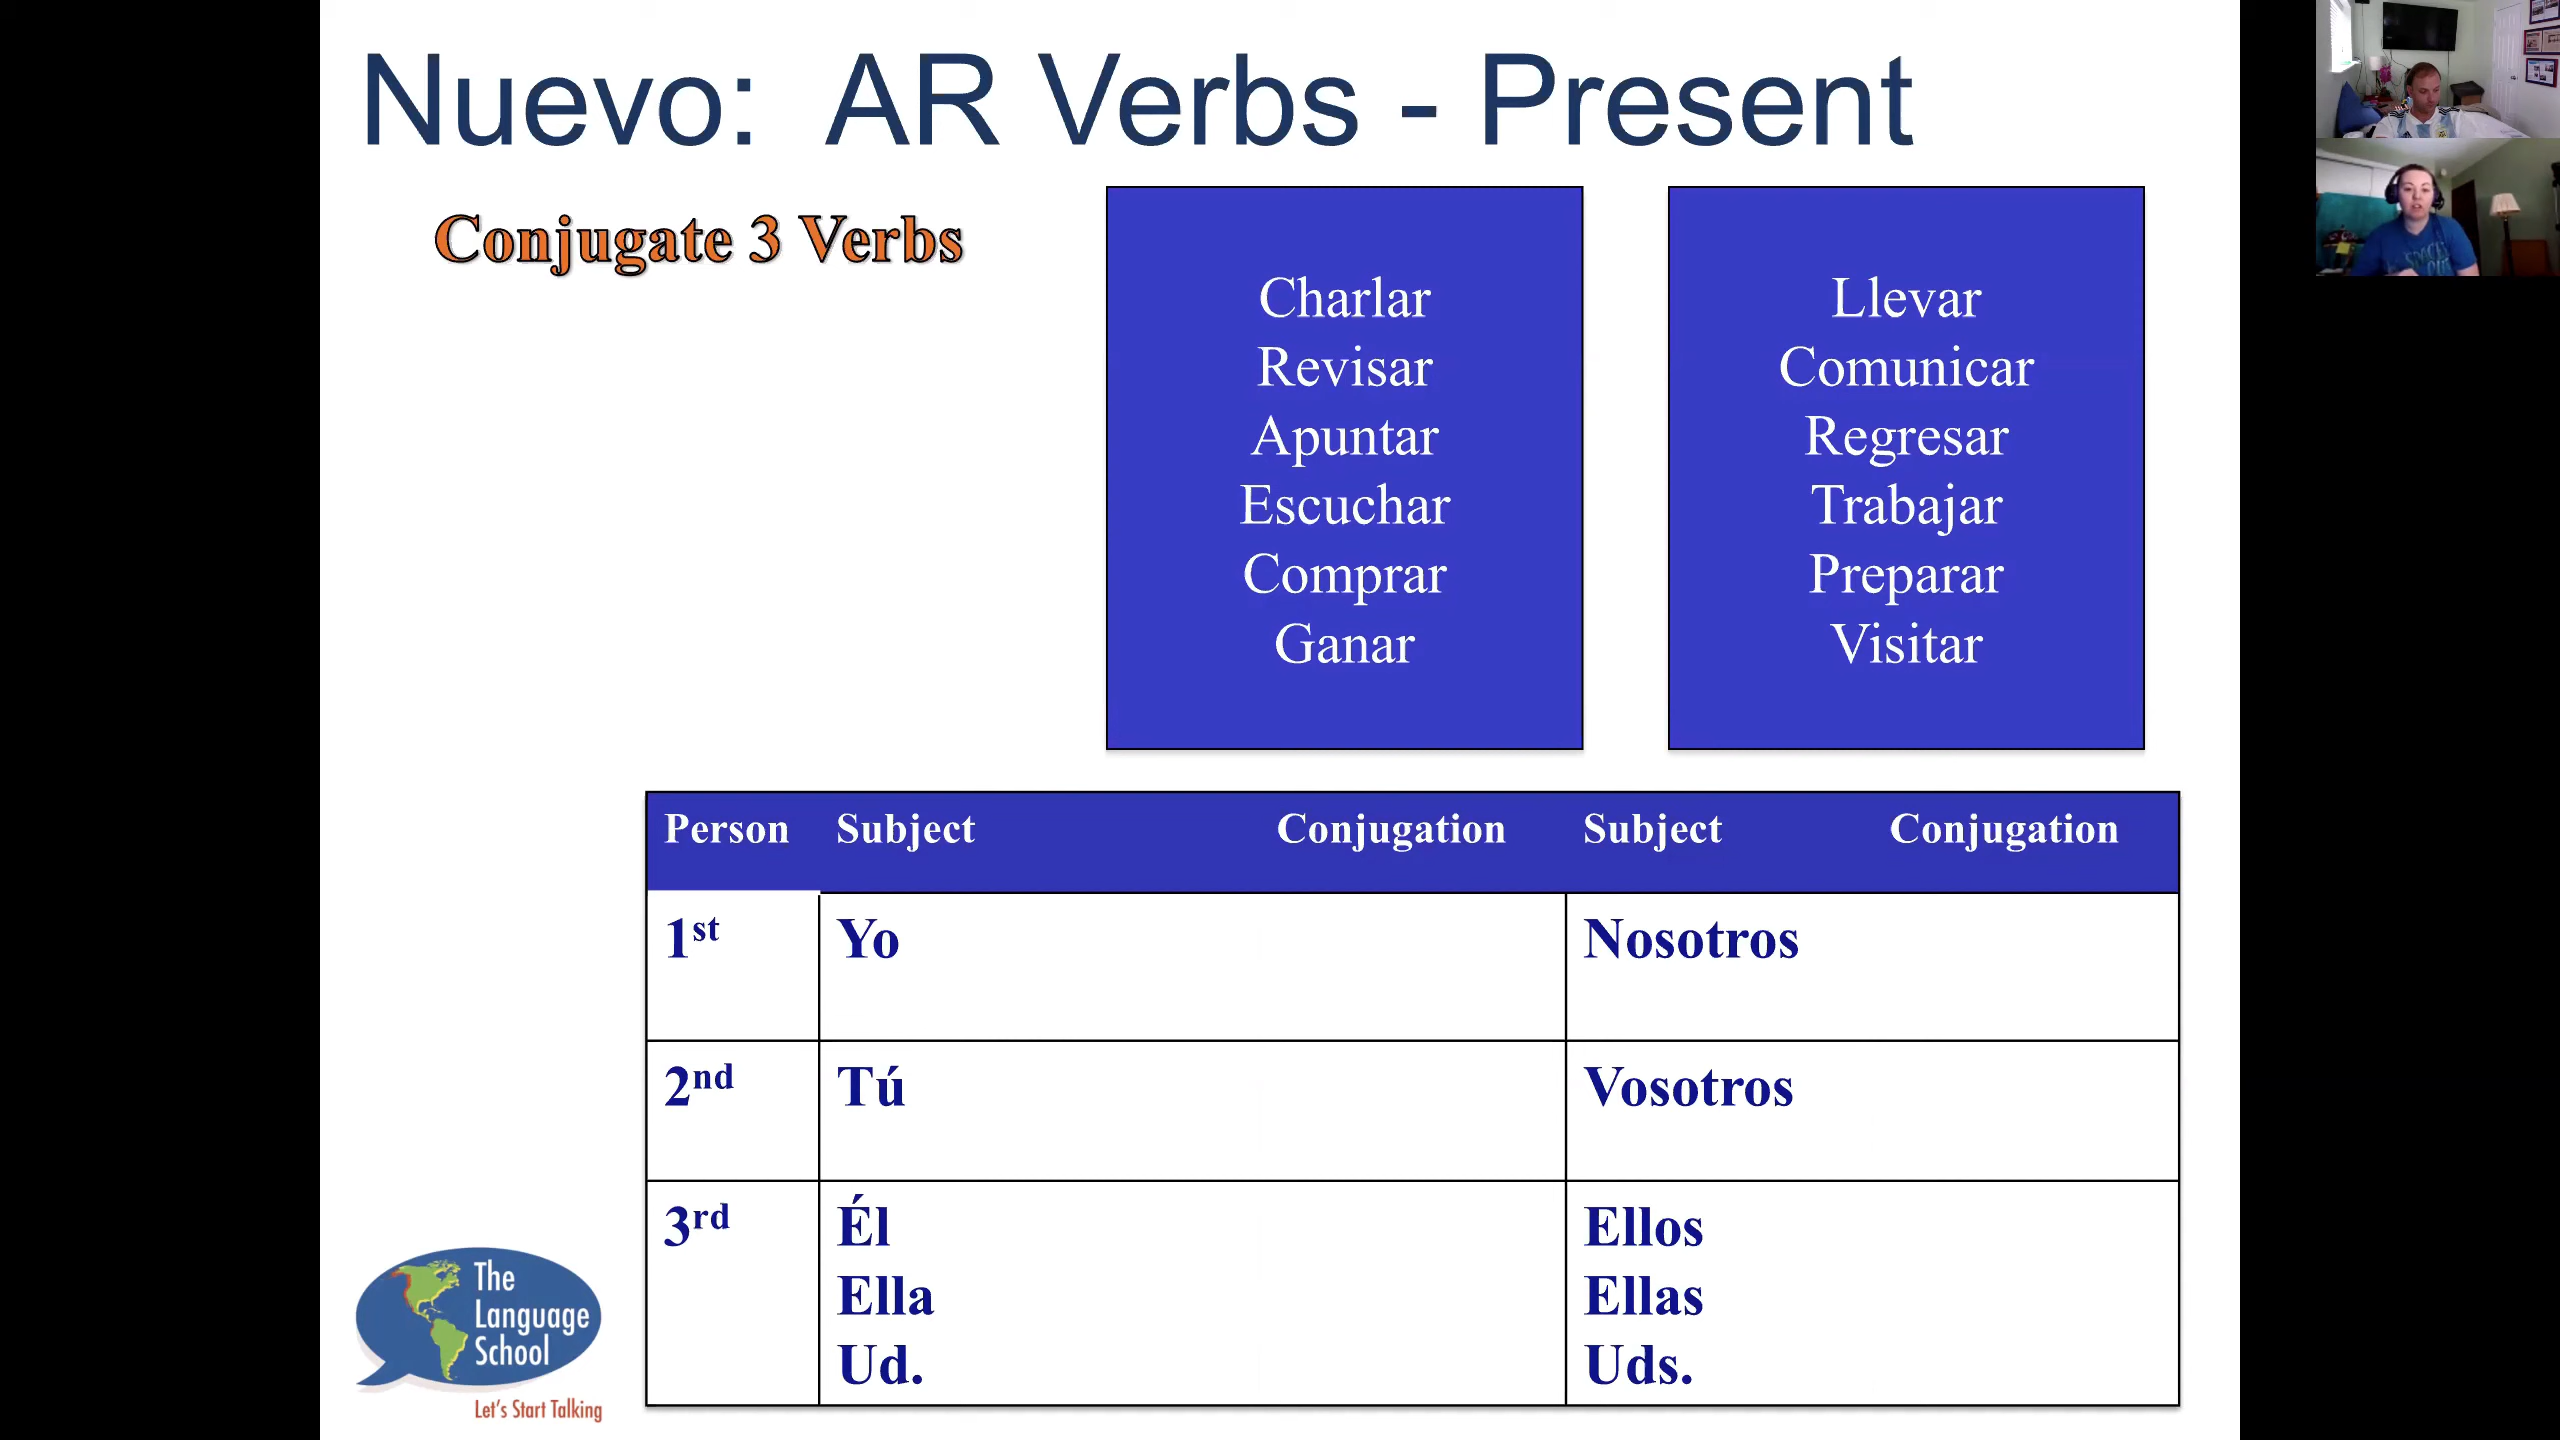 Nuevo:  AR Verbs - Present
Conjugate 3 Verbs
Charlar
Revisar
Apuntar
Escuchar
Comprar
Ganar
Llevar
Comunicar
Regresar
Trabajar
Preparar
Visitar
Person Subject Conjugation Subject Conjugation
1st Yo Nosotros
2nd Tú Vosotros
3rd Él Ellos
Ella Ellas
Ud. Uds.
The
Language
School
Let's Start Talking